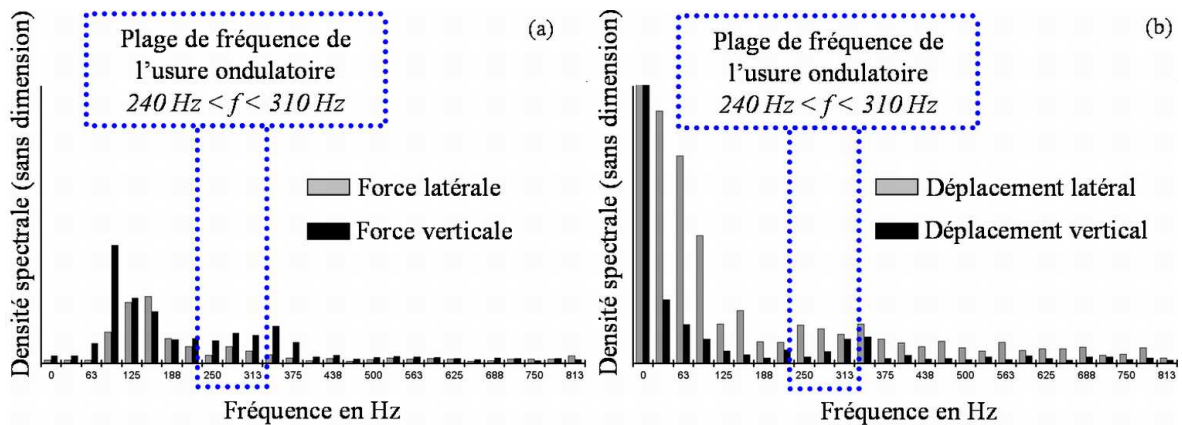 (a)
Plage de fréquence de
l'usure ondulatoire
240 Hz < f < 310 Hz
Densité spectrale (sans dimension)
Force latérale
Force verticale
0 63 125 188 250 313 375 438 500 563 625 688 750 813
Fréquence en Hz
(b)
Plage de fréquence de
l'usure ondulatoire
240 Hz < f < 310 Hz
Densité spectrale (sans dimension)
Déplacement latéral
Déplacement vertical
0 63 125 188 250 313 375 438 500 563 625 688 750 813
Fréquence en Hz